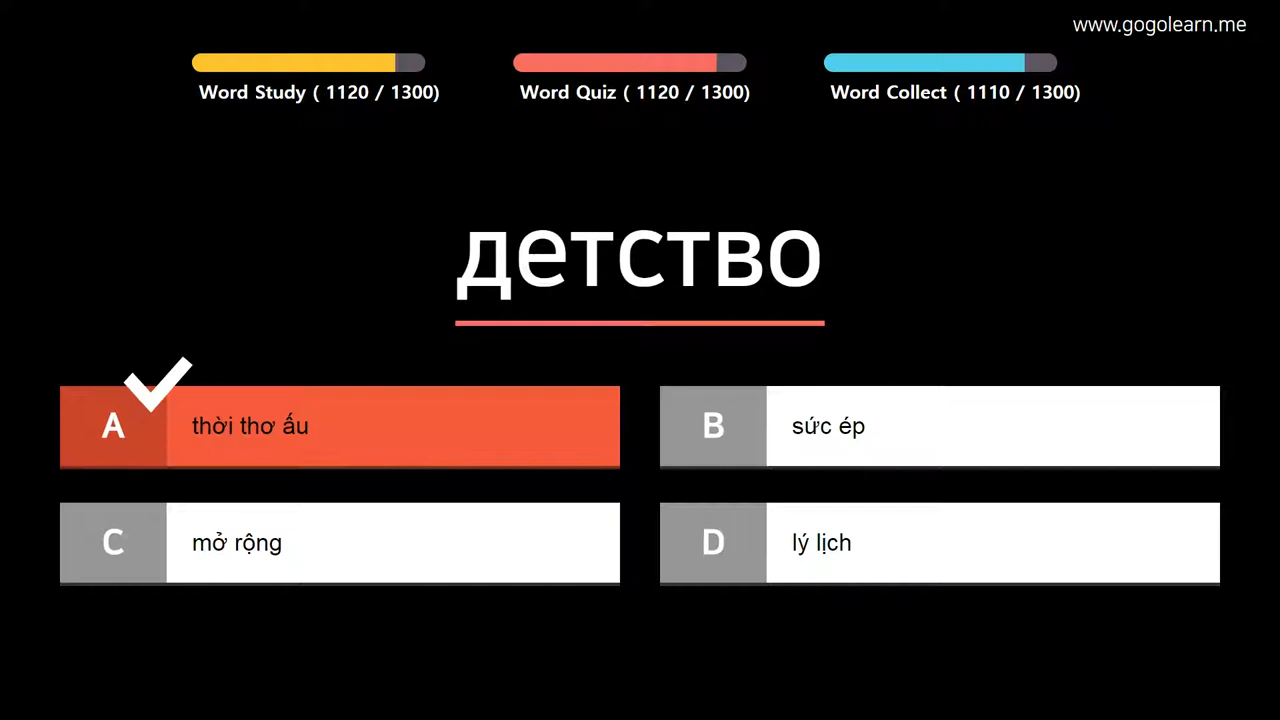 www.gogolearn.me
Word Study ( 1120 / 1300)
Word Quiz ( 1120 / 1300)
Word Collect ( 1110 / 1300)
детство
A thời thơ ấu
B sức ép
C mở rộng
D lý lịch